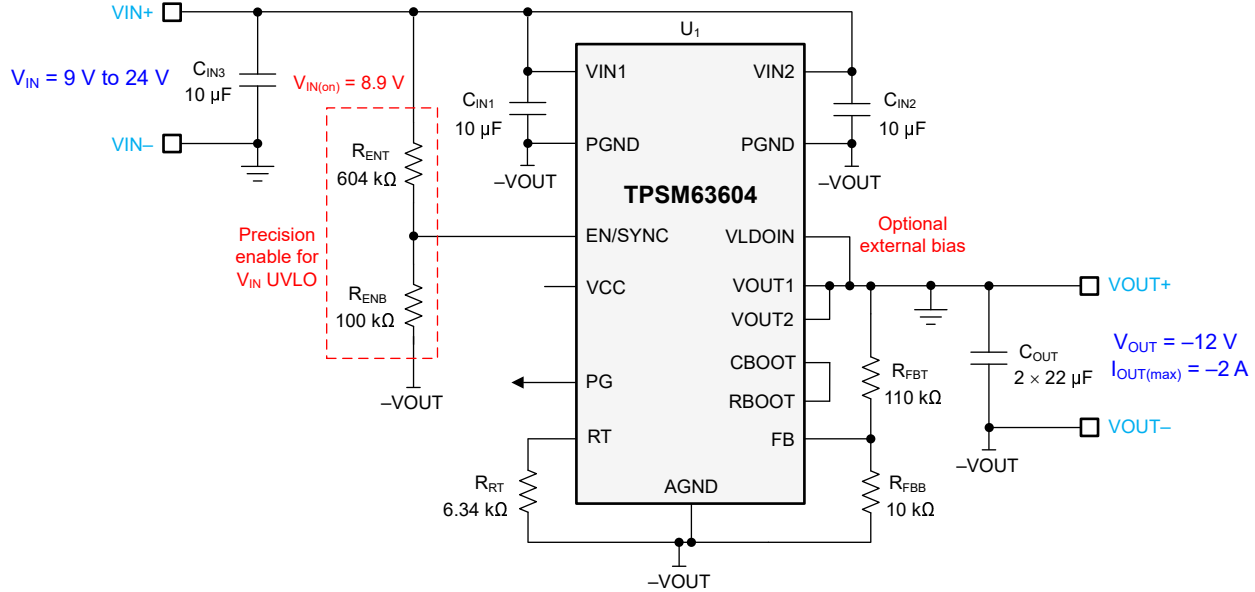 VIN+
U1
VIN = 9 V to 24 V
CIN3
10 µF
VIN(on) = 8.9 V
VIN1
VIN2
CIN1
10 µF
CIN2
10 µF
VIN–
PGND
PGND
–VOUT
–VOUT
RENT
604 kΩ
TPSM63604
Precision
enable for
VIN UVLO
EN/SYNC
VLDOIN
Optional
external bias
RENB
100 kΩ
VCC
VOUT1
VOUT2
VOUT+
–VOUT
PG
CBOOT
RBOOT
RFBT
110 kΩ
COUT
2 × 22 µF
VOUT = –12 V
IOUT(max) = –2 A
RT
FB
VOUT–
–VOUT
RRT
6.34 kΩ
AGND
RFBB
10 kΩ
–VOUT